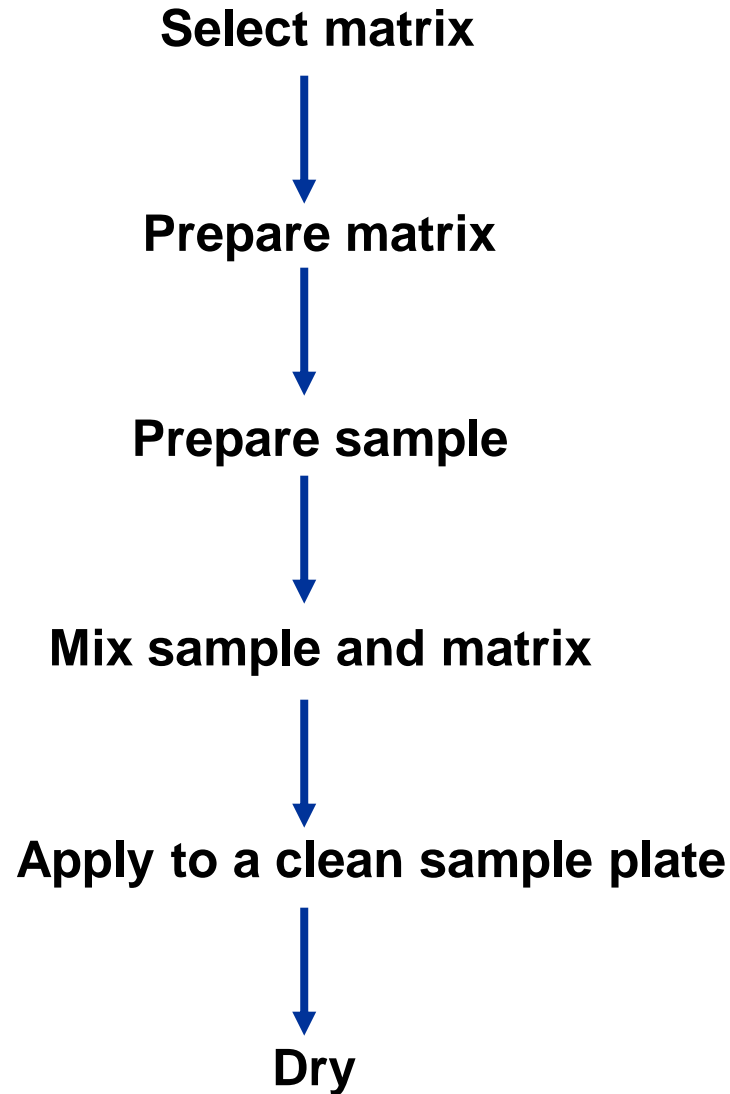 Select matrix
Prepare matrix
Prepare sample
Mix sample and matrix
Apply to a clean sample plate
Dry